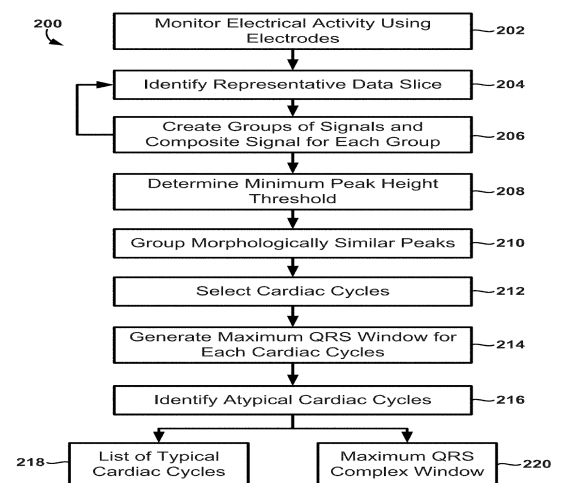 200
Monitor Electrical Activity Using
Electrodes
202
Identify Representative Data Slice
204
Create Groups of Signals and
Composite Signal for Each Group
206
Determine Minimum Peak Height
Threshold
208
Group Morphologically Similar Peaks
210
Select Cardiac Cycles
212
Generate Maximum QRS Window for
Each Cardiac Cycles
214
Identify Atypical Cardiac Cycles
216
218
List of Typical
Cardiac Cycles
Maximum QRS
Complex Window
220